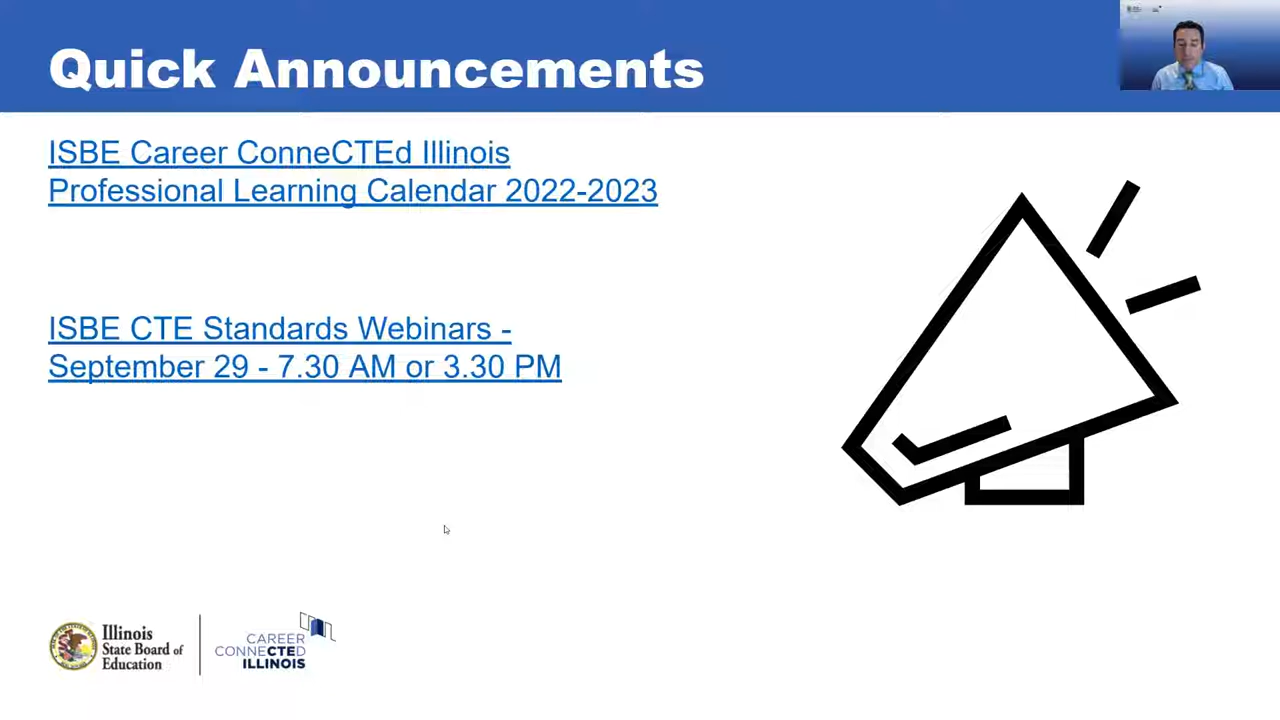 Quick Announcements
ISBE Career ConneCTEd Illinois
Professional Learning Calendar 2022-2023
ISBE CTE Standards Webinars -
September 29 - 7.30 AM or 3.30 PM
Illinois
State Board of
Education
CAREER
CONNECTED
ILLINOIS